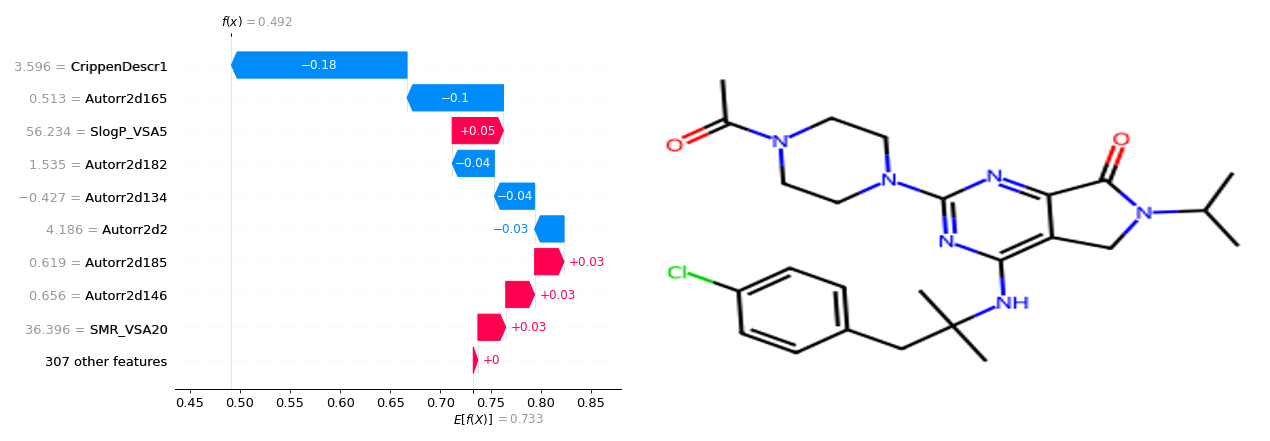 f(x) = 0.492
3.596 = CrippenDescr1
−0.18
0.513 = Autorr2d165
−0.1
56.234 = SlogP_VSA5
+0.05
1.535 = Autorr2d182
−0.04
−0.427 = Autorr2d134
−0.04
4.186 = Autorr2d2
−0.03
0.619 = Autorr2d185
+0.03
0.656 = Autorr2d146
+0.03
36.396 = SMR_VSA20
+0.03
307 other features
+0
0.45 0.50 0.55 0.60 0.65 0.70 0.75 0.80 0.85
E[f(X)] = 0.733
O
N
N
N
N
O
N
NH
Cl